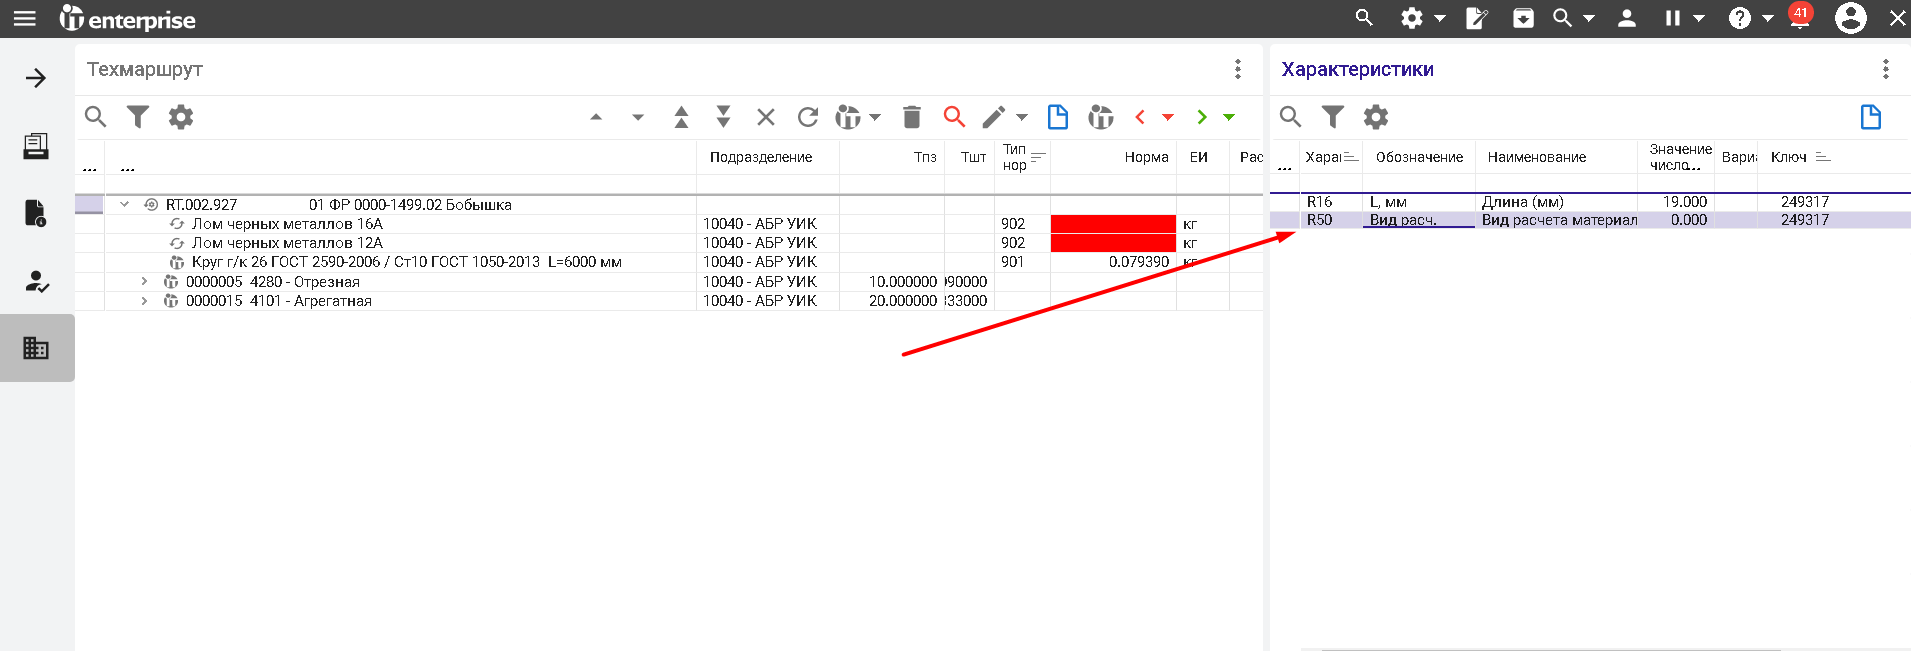 enterprise
41
Техмаршрут
Характеристики
... ... Подразделение Тпз Тшт Тип нор Норма ЕИ Рас
... Харак Обозначение Наименование Значение число... Вариа Ключ
RT.002.927 01 ФР 0000-1499.02 Бобышка
Лом черных металлов 16А 10040 - АБР УИК 902 кг
Лом черных металлов 12А 10040 - АБР УИК 902 кг
Круг г/к 26 ГОСТ 2590-2006 / Ст10 ГОСТ 1050-2013 L=6000 мм 10040 - АБР УИК 901 0.079390 кг
0000005 4280 - Отрезная 10040 - АБР УИК 10.000000 90000
0000015 4101 - Агрегатная 10040 - АБР УИК 20.000000 33000
R16 L, мм Длина (мм) 19.000 249317
R50 Вид расч. Вид расчета материал 0.000 249317